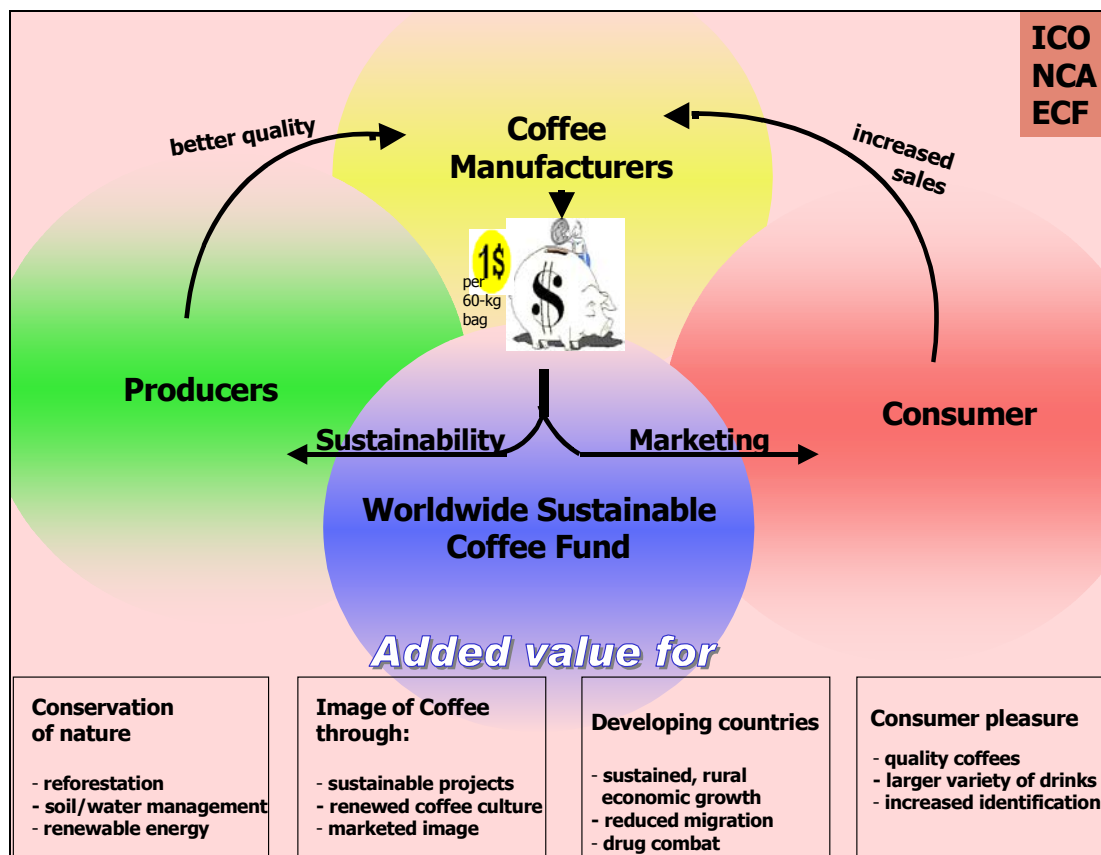 ICO
NCA
ECF
better quality
Coffee
Manufacturers
increased
sales
1$
per
60-kg
bag
$
Producers
Consumer
Sustainability
Marketing
Worldwide Sustainable
Coffee Fund
Added value for
Conservation
of nature
- reforestation
- soil/water management
- renewable energy
Image of Coffee
through:
- sustainable projects
- renewed coffee culture
- marketed image
Developing countries
- sustained, rural
economic growth
- reduced migration
- drug combat
Consumer pleasure
- quality coffees
- larger variety of drinks
- increased identification